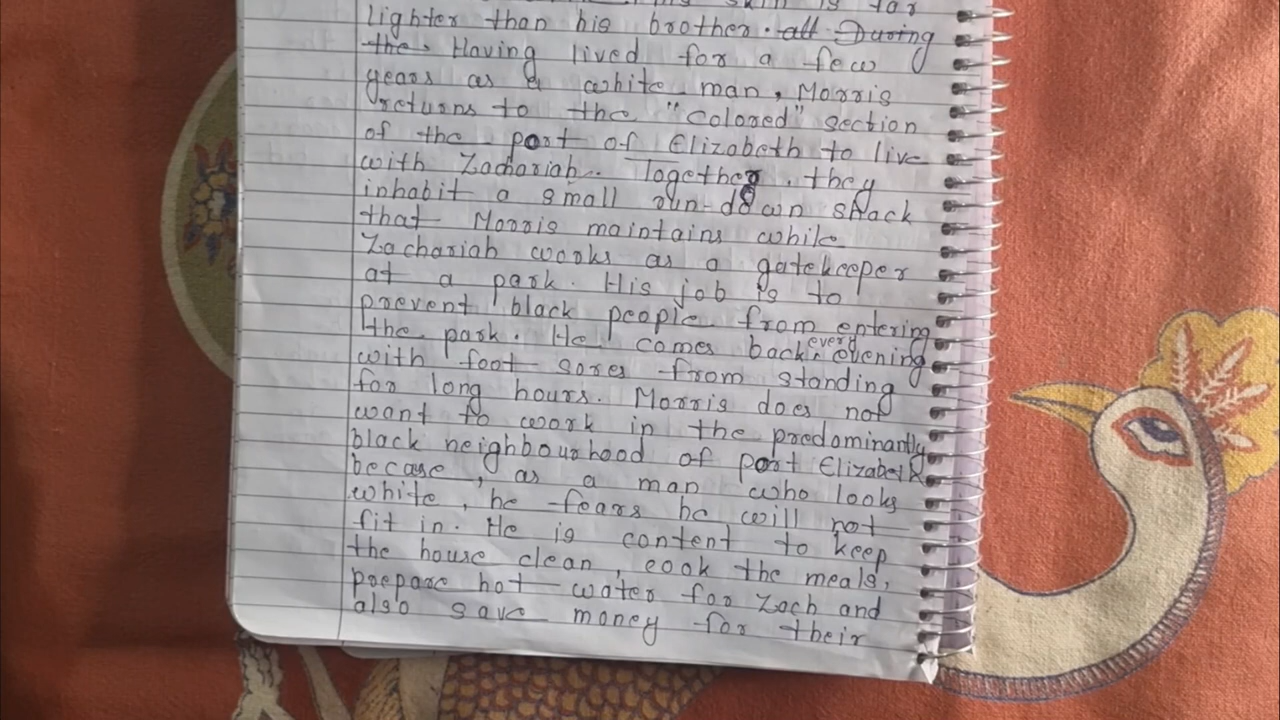 skin is far
lighter than his brother. all During
the. Having lived for a few
years as a white man, Morris
returns to the "Colored" section
of the port of Elizabeth to live
with Zachariah. Together, they
inhabit a small run-down shack
that Morris maintains while
Zachariah works as a gatekeeper
at a park. His job is to
prevent black people from entering
the park. He comes back every evening
with foot sores from standing
for long hours. Morris does not
want to work in the predominantly
black neighbourhood of port Elizabeth
becase, as a man who looks
white, he fears he will not
fit in. He is content to keep
the house clean, cook the meals,
prepare hot water for Zach and
also save money for their